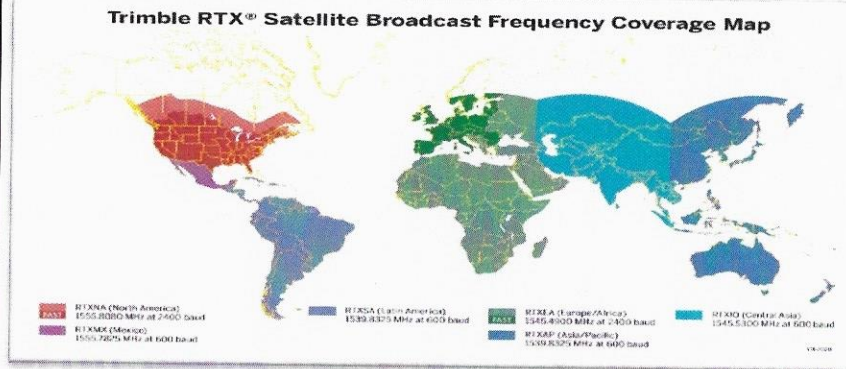 Trimble RTX® Satellite Broadcast Frequency Coverage Map
RTXNA (North America)
FAST
1555.8080 MHz at 2400 baud
RTXMX (Mexico)
1555.7825 MHz at 600 baud
RTXSA (Latin America)
1539.8325 MHz at 600 baud
RTXEA (Europe/Africa)
FAST
1545.4900 MHz at 2400 baud
RTXAP (Asia/Pacific)
1539.8325 MHz at 600 baud
RTXIO (Central Asia)
1545.5300 MHz at 600 baud